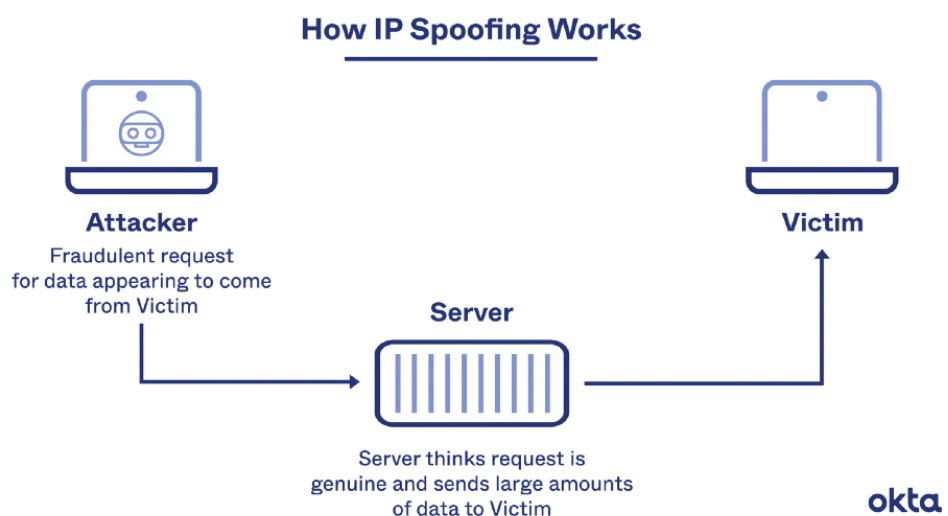 How IP Spoofing Works
Attacker
Fraudulent request
for data appearing to come
from Victim
Victim
Server
Server thinks request is
genuine and sends large amounts
of data to Victim
okta